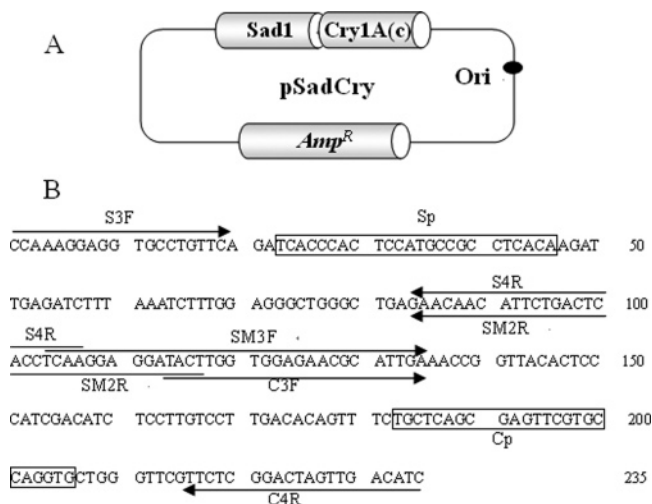 A
Sad1 Cry1A(c)
pSadCry
Ori
Amp^R
B
S3F Sp
CCAAAGGAGG TGCCTGTTCA GATCACCCAC TCCATGCCGC CTCACAAGAT 50
S4R
TGAGATCTTT AAATCTTTGG AGGGCTGGGC TGAGAACAAC ATTCTGACTC 100
SM2R
S4R SM3F
ACCTCAAGGA GGATACTTGG TGGAGAACGC ATTGAAACCG GTTACACTCC 150
SM2R C3F
CATCGACATC TCCTTGTCCT TGACACAGTT TCTGCTCAGC GAGTTCGTGC 200
Cp
CAGGTGCTGG GTTCGTTCTC GGACTAGTTG ACATC 235
C4R